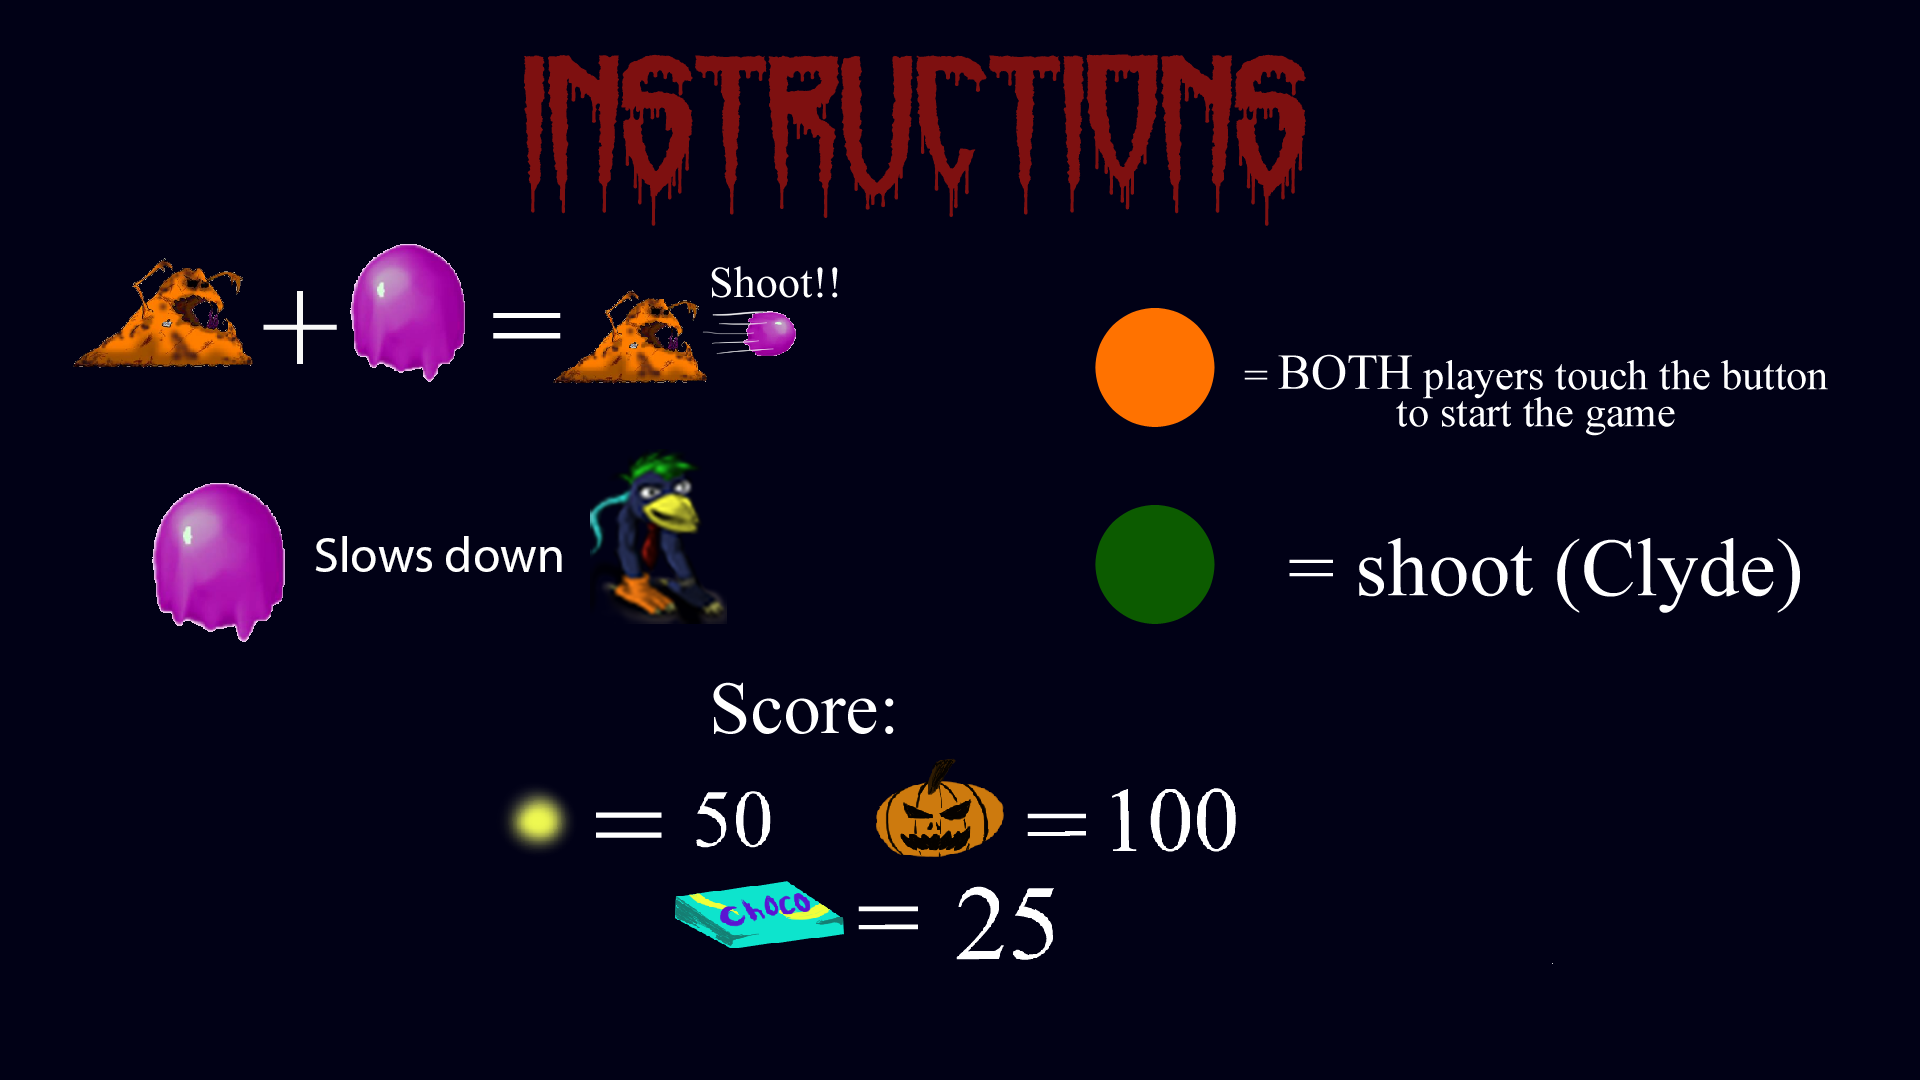 INSTRUCTIONS
Shoot!!
= BOTH players touch the button
to start the game
Slows down
= shoot (Clyde)
Score:
= 50
= 100
Choco
= 25